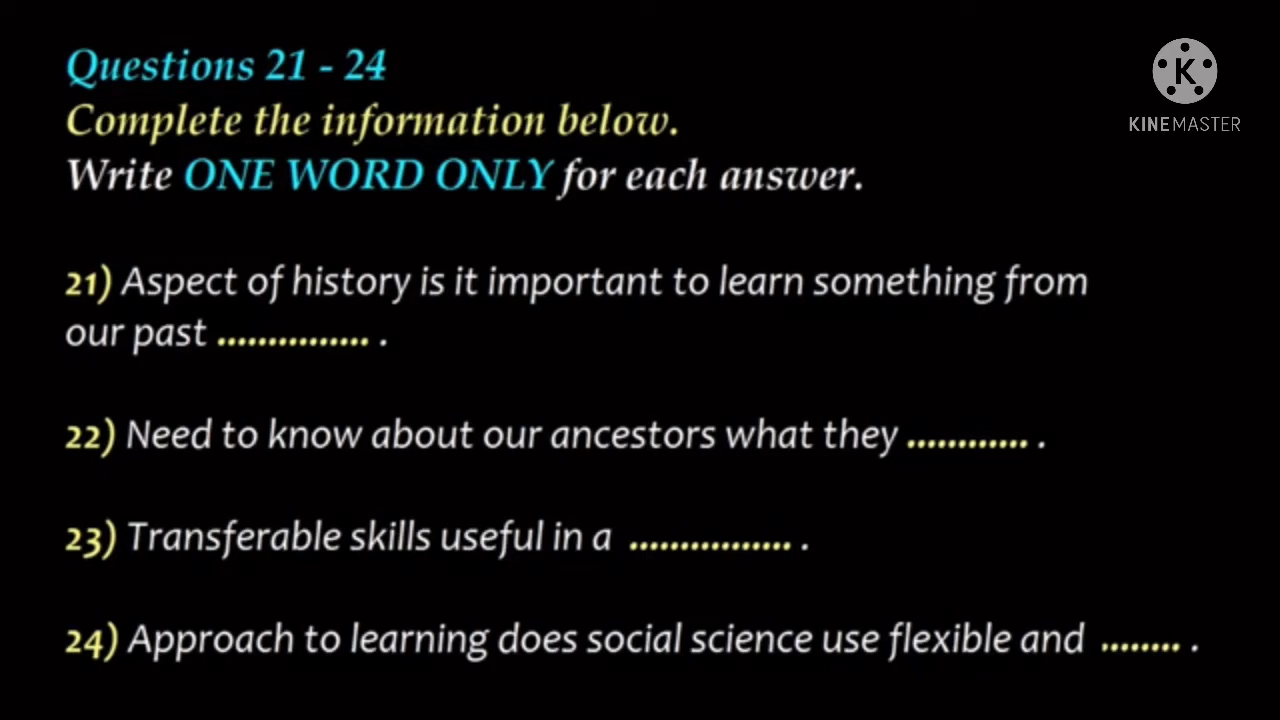 Questions 21 - 24
Complete the information below.
Write ONE WORD ONLY for each answer.
KINEMASTER
21) Aspect of history is it important to learn something from
our past ............... .
22) Need to know about our ancestors what they ............ .
23) Transferable skills useful in a ................ .
24) Approach to learning does social science use flexible and ........ .